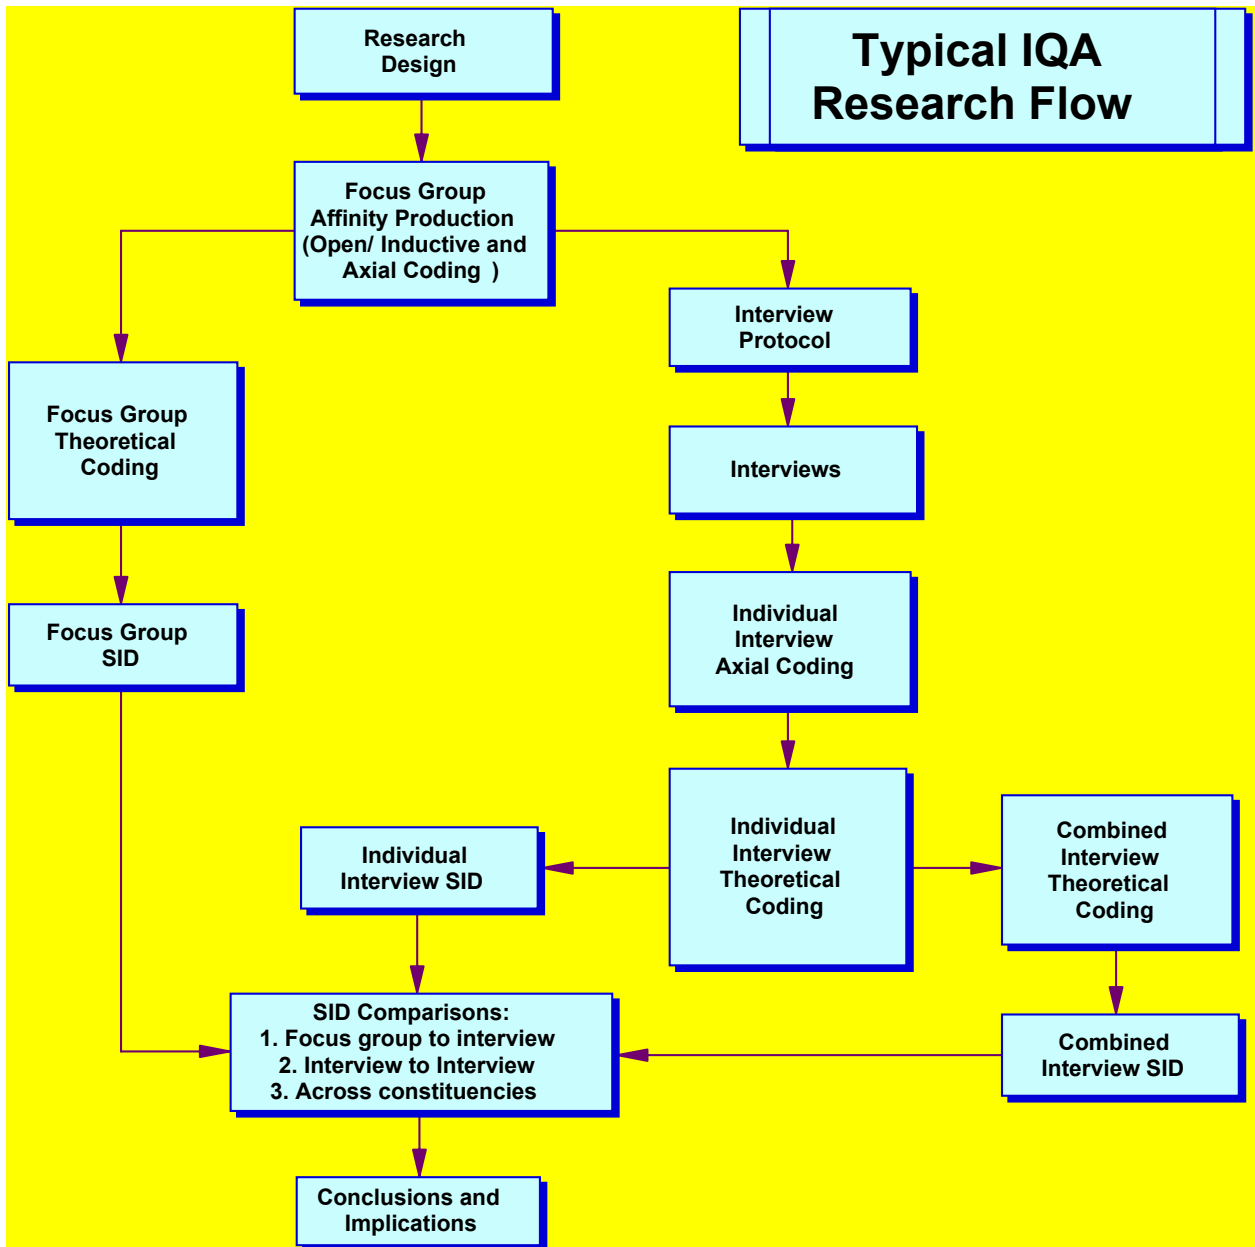 Typical IQA
Research Flow
Research
Design
Focus Group
Affinity Production
(Open/ Inductive and
Axial Coding )
Interview
Protocol
Focus Group
Theoretical
Coding
Interviews
Individual
Interview
Axial Coding
Focus Group
SID
Individual
Interview
Theoretical
Coding
Combined
Interview
Theoretical
Coding
Individual
Interview SID
SID Comparisons:
1. Focus group to interview
2. Interview to Interview
3. Across constituencies
Combined
Interview SID
Conclusions and
Implications